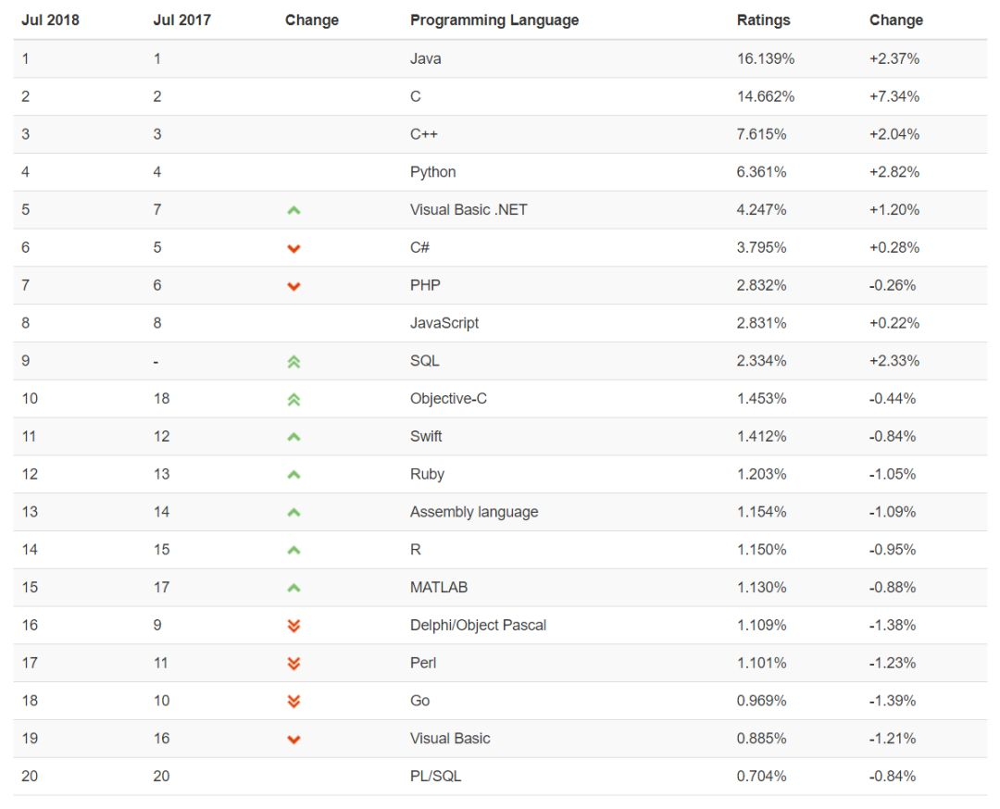 Jul 2018 Jul 2017 Change Programming Language Ratings Change
1 1 Java 16.139% +2.37%
2 2 C 14.662% +7.34%
3 3 C++ 7.615% +2.04%
4 4 Python 6.361% +2.82%
5 7 Visual Basic .NET 4.247% +1.20%
6 5 C# 3.795% +0.28%
7 6 PHP 2.832% -0.26%
8 8 JavaScript 2.831% +0.22%
9 - SQL 2.334% +2.33%
10 18 Objective-C 1.453% -0.44%
11 12 Swift 1.412% -0.84%
12 13 Ruby 1.203% -1.05%
13 14 Assembly language 1.154% -1.09%
14 15 R 1.150% -0.95%
15 17 MATLAB 1.130% -0.88%
16 9 Delphi/Object Pascal 1.109% -1.38%
17 11 Perl 1.101% -1.23%
18 10 Go 0.969% -1.39%
19 16 Visual Basic 0.885% -1.21%
20 20 PL/SQL 0.704% -0.84%